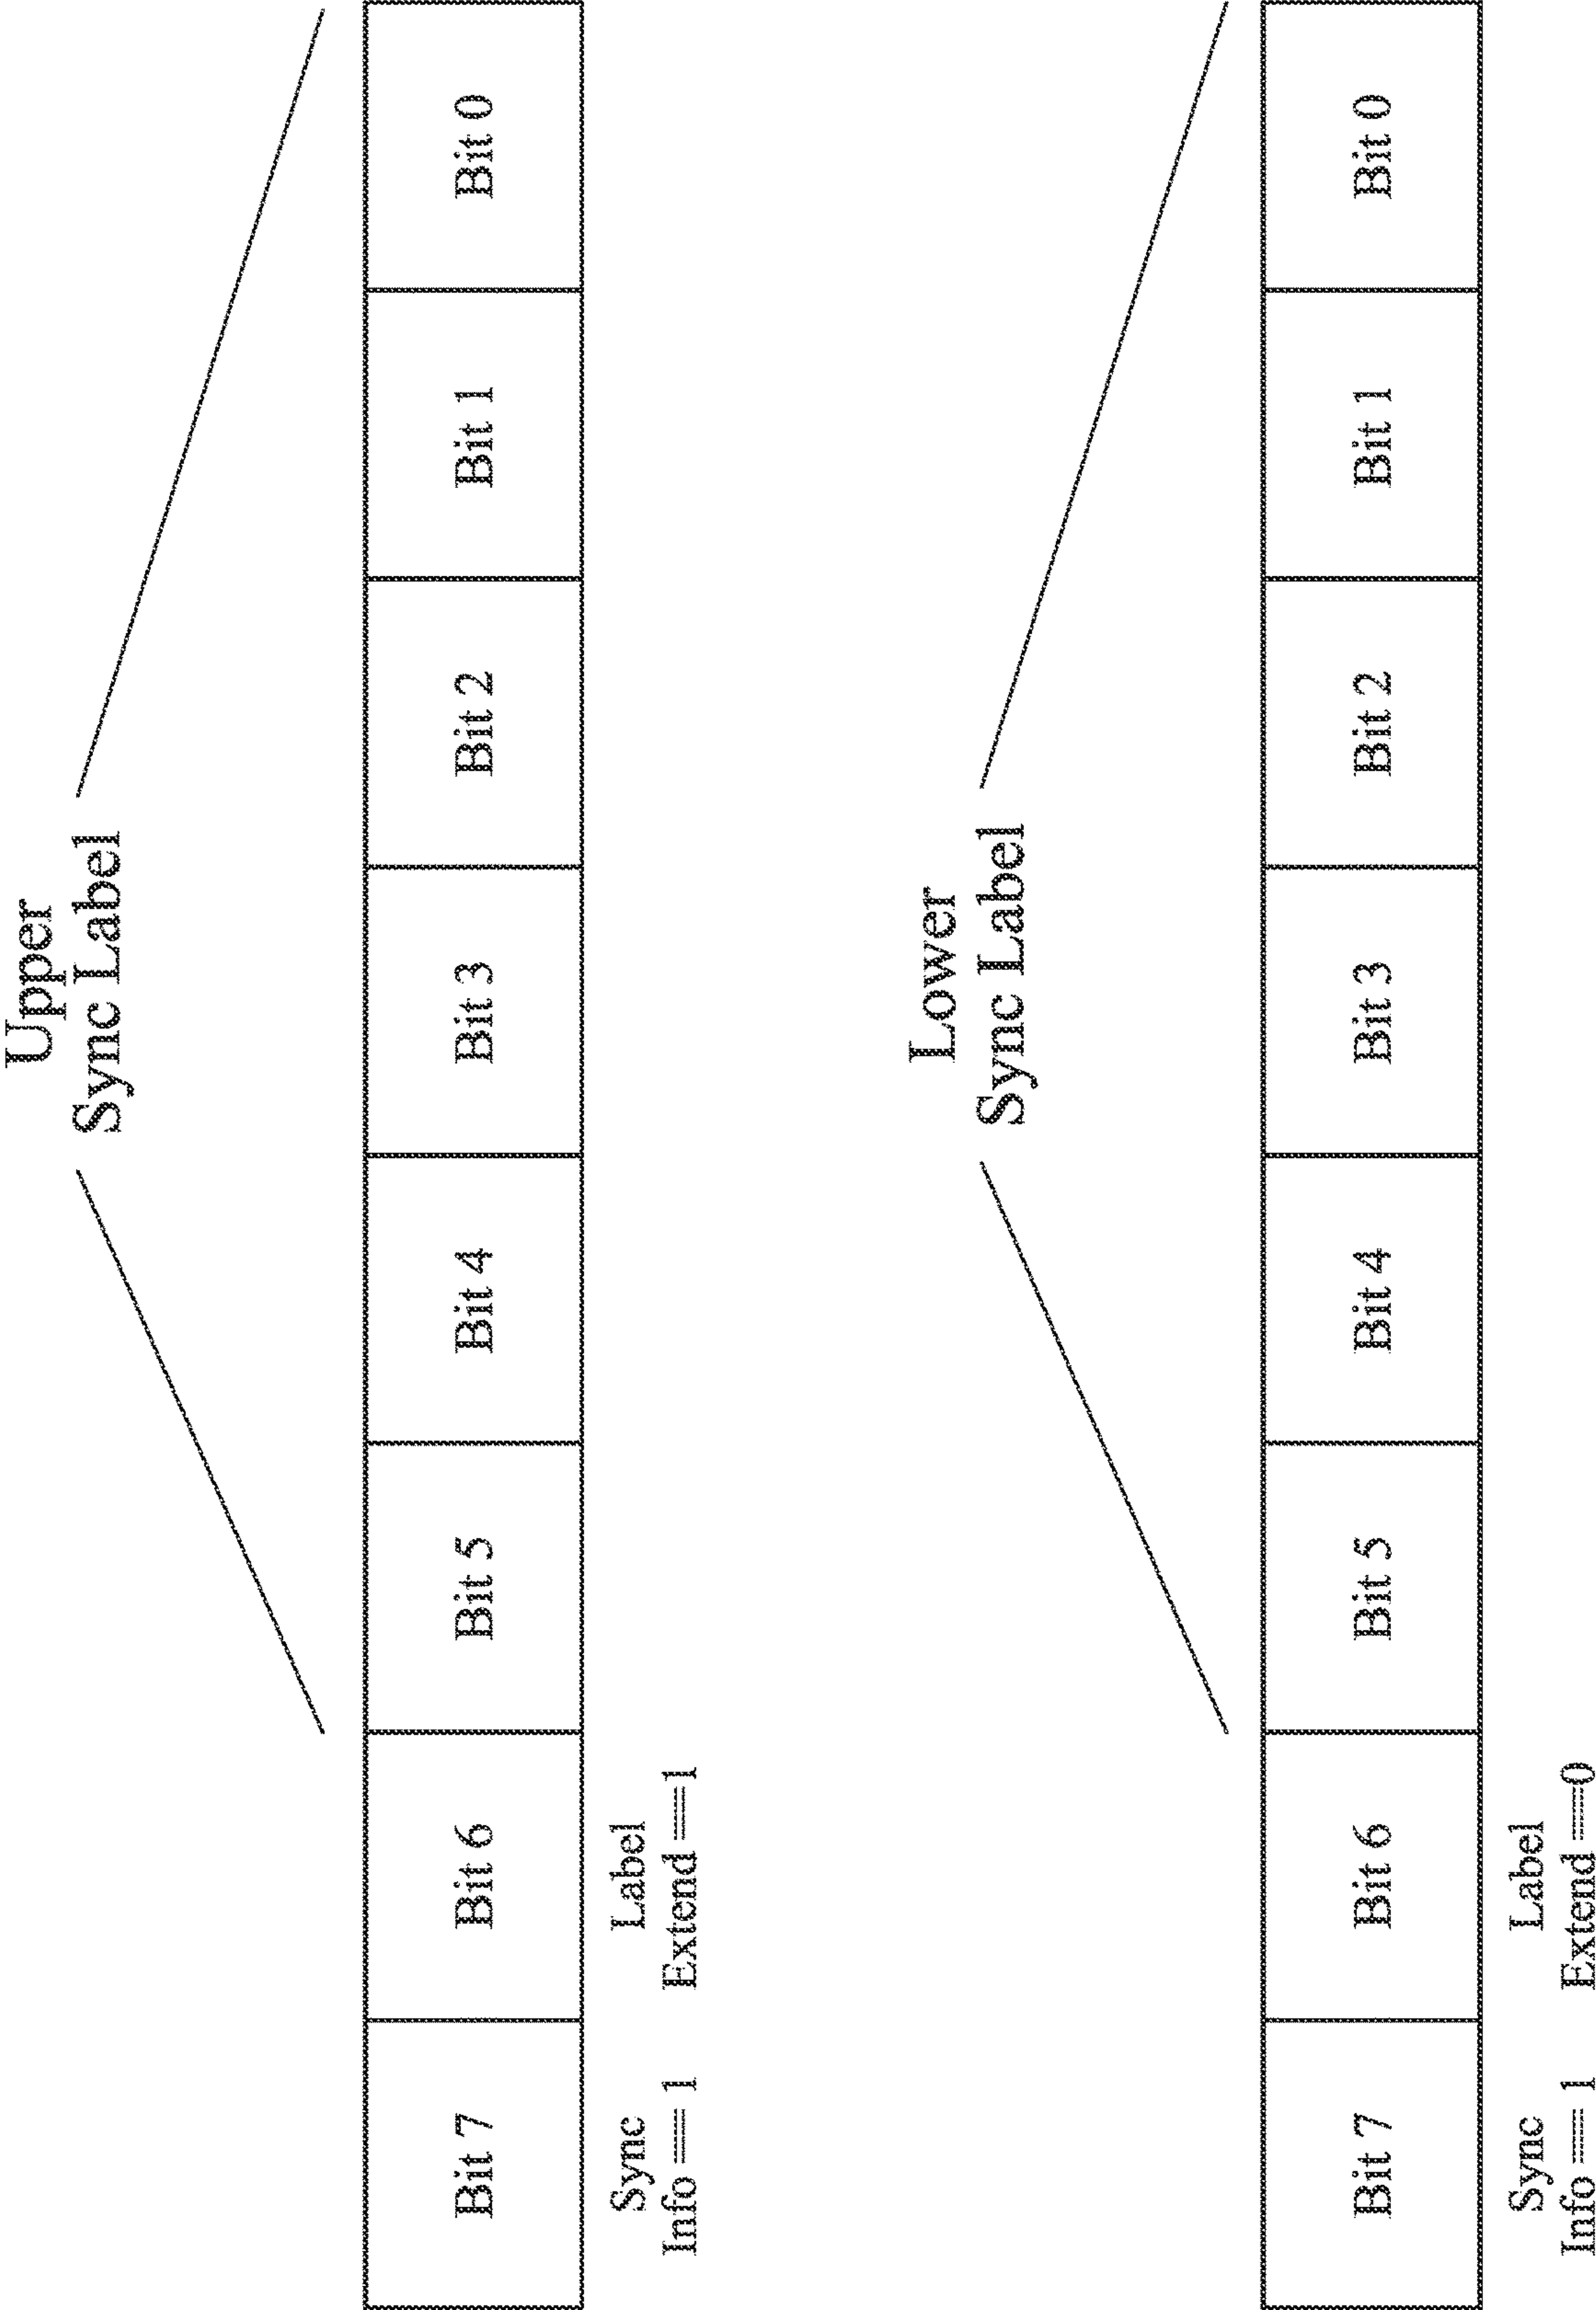 Upper
Sync Label
Bit 7 Bit 6 Bit 5 Bit 4 Bit 3 Bit 2 Bit 1 Bit 0
Sync Label
Info == 1 Extend ==1
Lower
Sync Label
Bit 7 Bit 6 Bit 5 Bit 4 Bit 3 Bit 2 Bit 1 Bit 0
Sync Label
Info == 1 Extend ==0